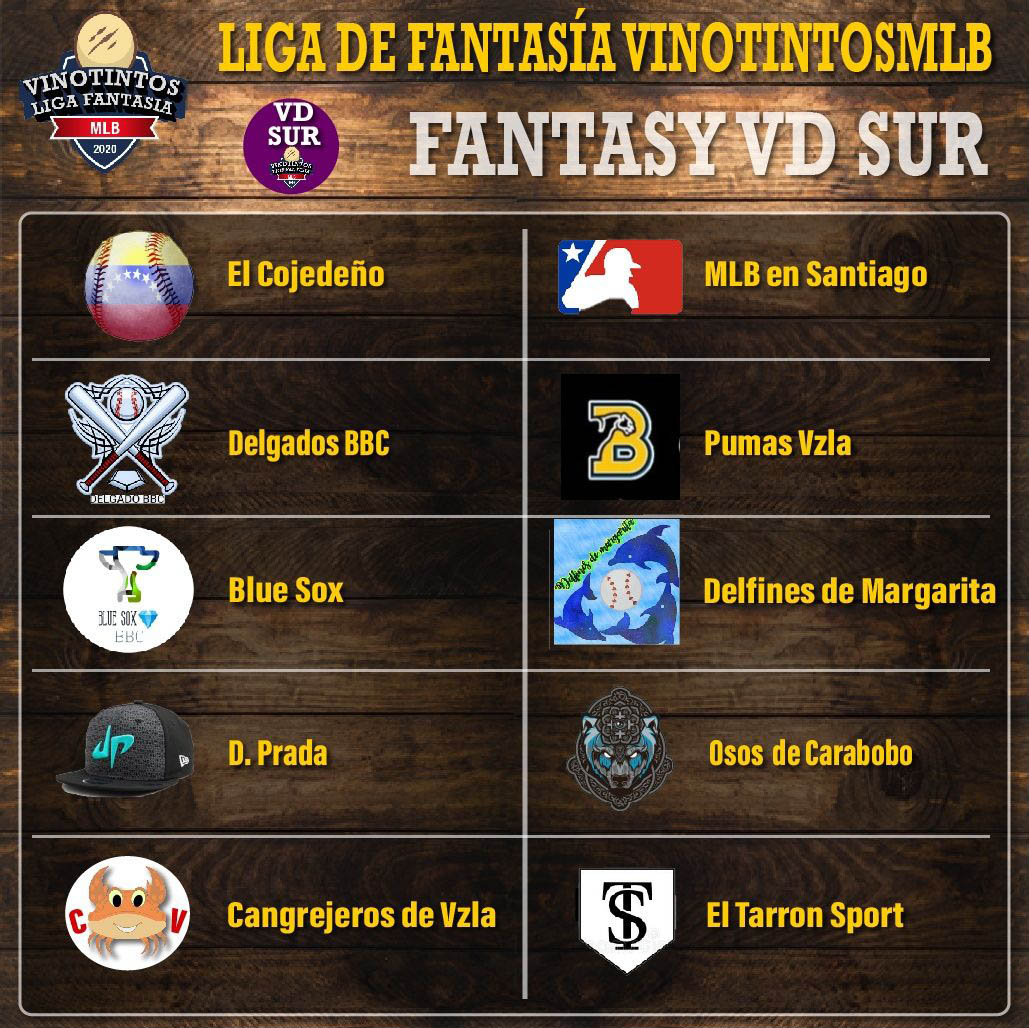 LIGA DE FANTASÍA VINOTINTOSMLB
VINOTINTOS
LIGA FANTASIA
MLB
2020
VD
SUR
FANTASY VD SUR
El Cojedeño
MLB en Santiago
DELGADO BBC
Delgados BBC
B
Pumas Vzla
BLUE SOX
BBC
Blue Sox
Delfines de margarita
Delfines de Margarita
dp
D. Prada
Osos de Carabobo
C V
Cangrejeros de Vzla
TS
El Tarron Sport